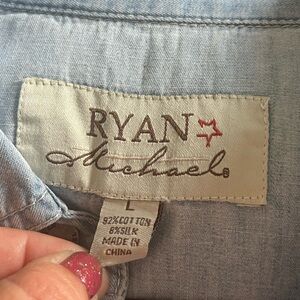 RYAN
Michael®
L
92%COTTON
8%SILK
MADE IN
CHINA